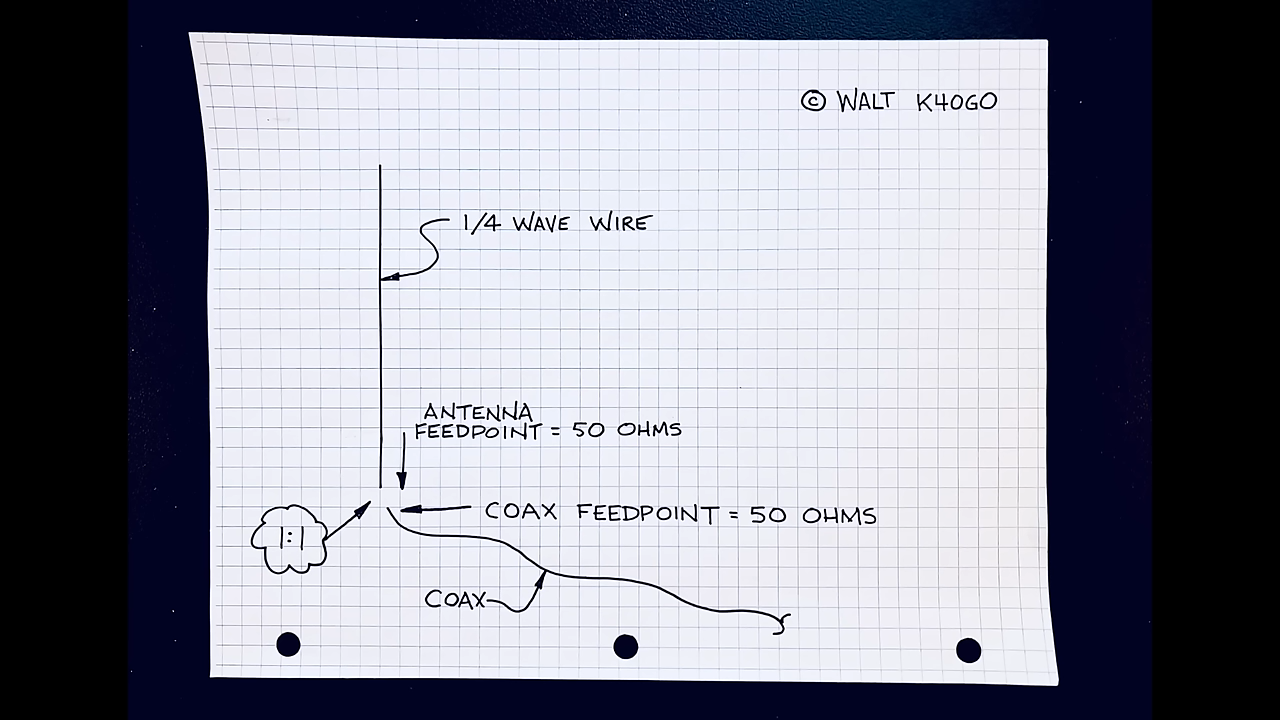 © WALT K4OGO
1/4 WAVE WIRE
ANTENNA
FEEDPOINT = 50 OHMS
COAX FEEDPOINT = 50 OHMS
1:1
COAX